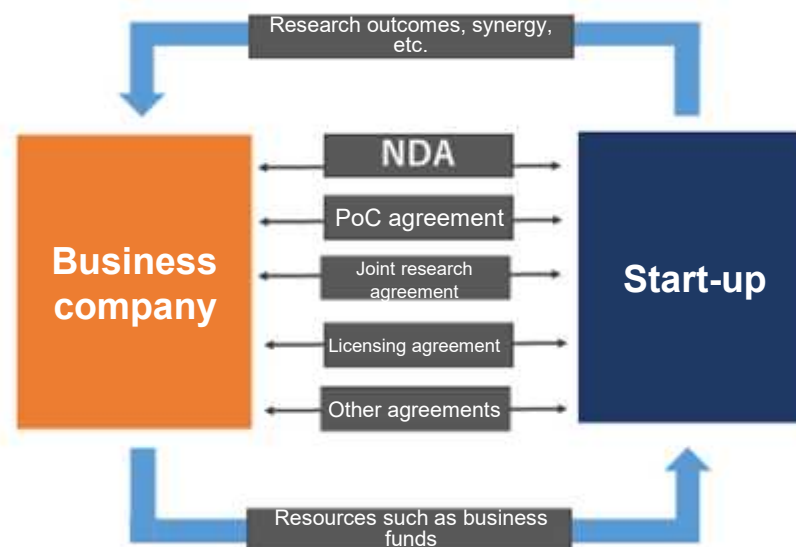 Research outcomes, synergy,
etc.
NDA
PoC agreement
Business
company
Joint research
agreement
Start-up
Licensing agreement
Other agreements
Resources such as business
funds